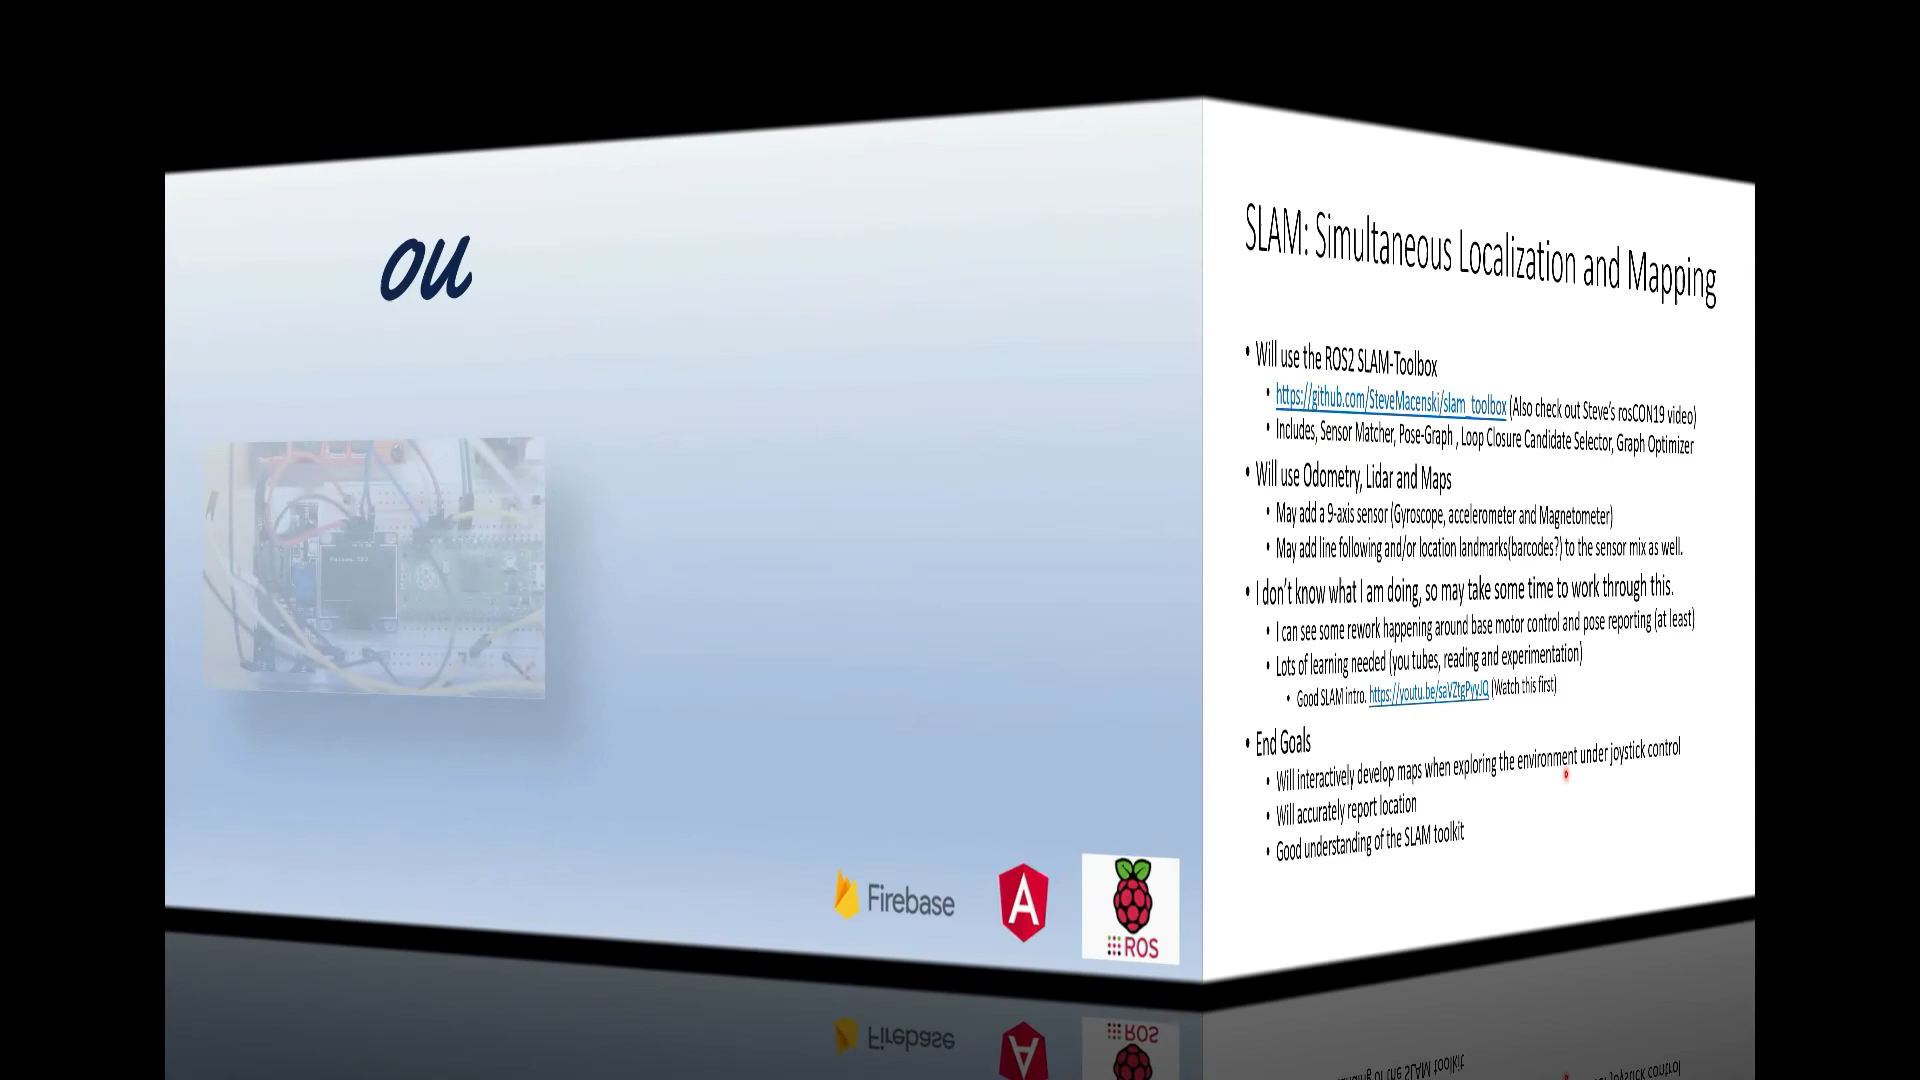 ou
Firebase
A
ROS
SLAM: Simultaneous Localization and Mapping
• Will use the ROS2 SLAM-Toolbox
• https://github.com/SteveMacenski/slam_toolbox (Also check out Steve's rosCON19 video)
• Includes, Sensor Matcher, Pose-Graph , Loop Closure Candidate Selector, Graph Optimizer
• Will use Odometry, Lidar and Maps
• May add a 9-axis sensor (Gyroscope, accelerometer and Magnetometer)
• May add line following and/or location landmarks(barcodes?) to the sensor mix as well.
• I don't know what I am doing, so may take some time to work through this.
• I can see some rework happening around base motor control and pose reporting (at least)
• Lots of learning needed (you tubes, reading and experimentation)
• Good SLAM intro. https://youtu.be/saVZtgPyyJQ (Watch this first)
• End Goals
• Will interactively develop maps when exploring the environment under joystick control
• Will accurately report location
• Good understanding of the SLAM toolkit